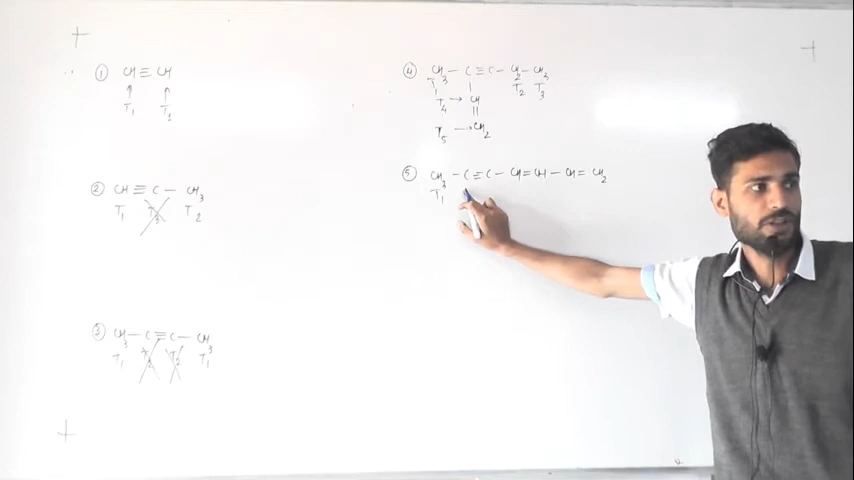 ① CH ≡ CH
↑ ↑
T₁ T₁
② CH ≡ C — CH₃
T₁ T₂
③ CH₃ — C ≡ C — CH₃
T₁ T₂ T₂ T₁
④ CH₃ — C ≡ C — CH₂ — CH₃
T₁ | T₂ T₃
T₄ → CH
||
T₅ → CH₂
⑤ CH₃ — C ≡ C — CH = CH — CH = CH₂
T₁